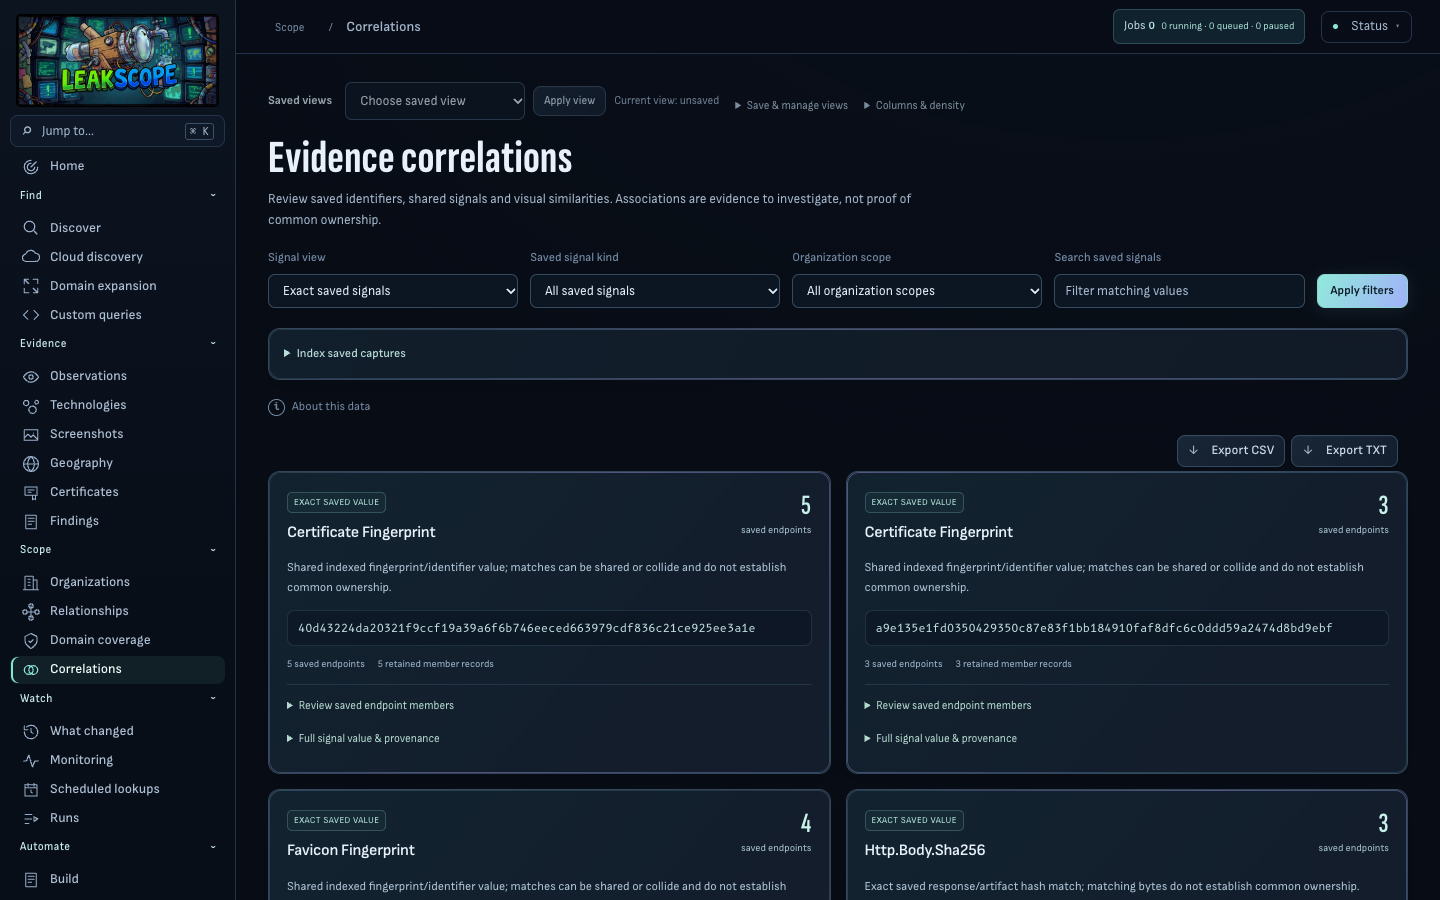 LEAKSCOPE
Jump to...
⌘ K
Home
Find
Discover
Cloud discovery
Domain expansion
Custom queries
Evidence
Observations
Technologies
Screenshots
Geography
Certificates
Findings
Scope
Organizations
Relationships
Domain coverage
Correlations
Watch
What changed
Monitoring
Scheduled lookups
Runs
Automate
Build
Scope / Correlations
Jobs 0 0 running · 0 queued · 0 paused
Status
Saved views
Choose saved view
Apply view
Current view: unsaved
Save & manage views
Columns & density
Evidence correlations
Review saved identifiers, shared signals and visual similarities. Associations are evidence to investigate, not proof of
common ownership.
Signal view
Saved signal kind
Organization scope
Search saved signals
Exact saved signals
All saved signals
All organization scopes
Filter matching values
Apply filters
Index saved captures
About this data
Export CSV
Export TXT
EXACT SAVED VALUE
5
Certificate Fingerprint
saved endpoints
Shared indexed fingerprint/identifier value; matches can be shared or collide and do not establish
common ownership.
40d43224da20321f9ccf19a39a6f6b746eeced663979cdf836c21ce925ee3a1e
5 saved endpoints 5 retained member records
Review saved endpoint members
Full signal value & provenance
EXACT SAVED VALUE
3
Certificate Fingerprint
saved endpoints
Shared indexed fingerprint/identifier value; matches can be shared or collide and do not establish
common ownership.
a9e135e1fd0350429350c87e83f1bb184910faf8dfc6c0ddd59a2474d8bd9ebf
3 saved endpoints 3 retained member records
Review saved endpoint members
Full signal value & provenance
EXACT SAVED VALUE
4
Favicon Fingerprint
saved endpoints
Shared indexed fingerprint/identifier value; matches can be shared or collide and do not establish
EXACT SAVED VALUE
3
Http.Body.Sha256
saved endpoints
Exact saved response/artifact hash match; matching bytes do not establish common ownership.